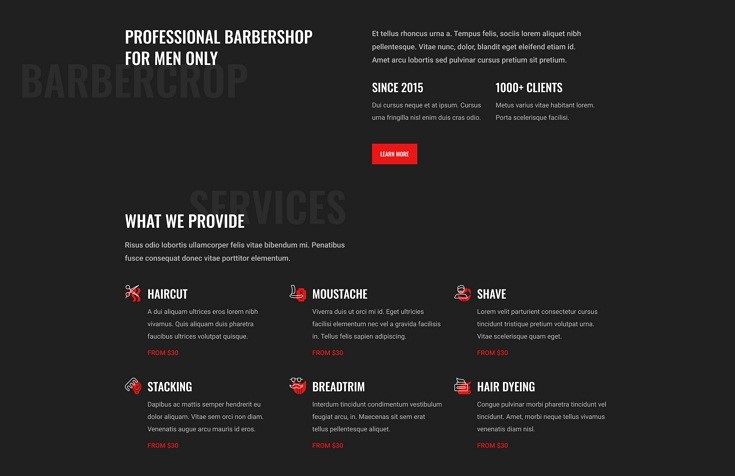 PROFESSIONAL BARBERSHOP
FOR MEN ONLY
BARBERCROP
Et tellus rhoncus urna a. Tempus felis, sociis lorem aliquet nibh
pellentesque. Vitae nunc, dolor, blandit eget eleifend etiam id.
Amet arcu lobortis sed pulvinar cursus pretium sit pretium.
SINCE 2015
Dui cursus neque et at ipsum. Cursus
urna fringilla nisl enim duis cras odio.
1000+ CLIENTS
Metus varius vitae habitant lorem.
Porta scelerisque facilisi.
LEARN MORE
SERVICES
WHAT WE PROVIDE
Risus odio lobortis ullamcorper felis vitae bibendum mi. Penatibus
fusce consequat donec vitae porttitor elementum.
HAIRCUT
A dui aliquam ultrices eros lorem nibh
vivamus. Quis aliquam duis pharetra
faucibus ultrices volutpat quisque.
FROM $30
MOUSTACHE
Viverra duis ut orci mi id. Eget ultricies
facilisi elementum nec vel a gravida facilisis
in. Tellus felis sapien adipiscing.
FROM $30
SHAVE
Lorem velit parturient consectetur cursus
tincidunt tristique pretium volutpat urna.
Vitae scelerisque quam eget.
FROM $30
STACKING
Dapibus ac mattis semper hendrerit eu
dolor aliquam. Vitae sem orci non diam.
Venenatis augue arcu mauris id eros.
FROM $30
BREADTRIM
Interdum tincidunt condimentum vestibulum
feugiat arcu, in. Maecenas sit sem erat
tellus pellentesque aliquet.
FROM $30
HAIR DYEING
Congue pulvinar morbi pharetra tincidunt vel
tincidunt. Amet, morbi neque tellus vivamus
venenatis diam nisl.
FROM $30